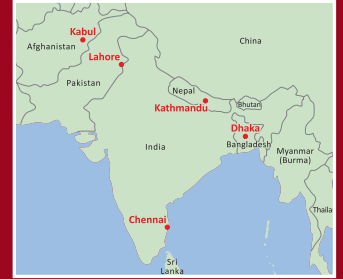 Kabul
Afghanistan
China
Lahore
Pakistan
Nepal
Kathmandu
Bhutan
Dhaka
Bangladesh
India
Myanmar
(Burma)
Thaila
Chennai
Sri
Lanka